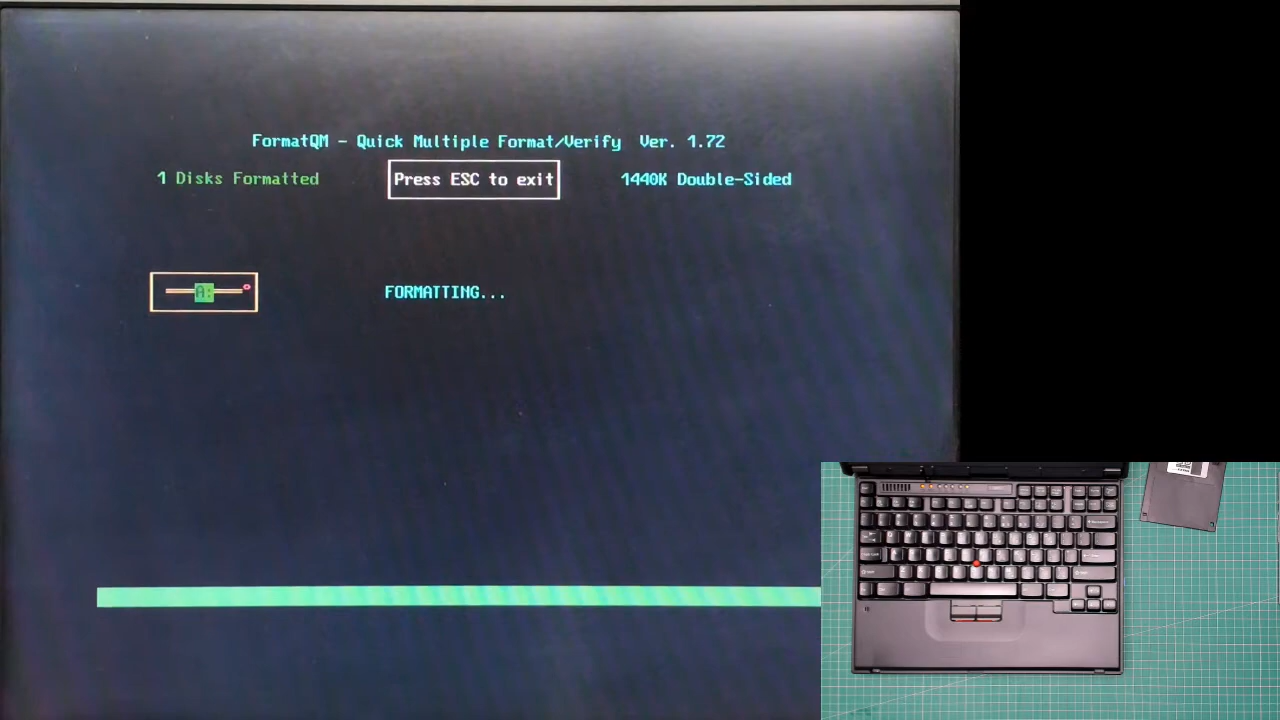 FormatQM - Quick Multiple Format/Verify  Ver. 1.72
1 Disks Formatted
Press ESC to exit
1440K Double-Sided
A:
FORMATTING...